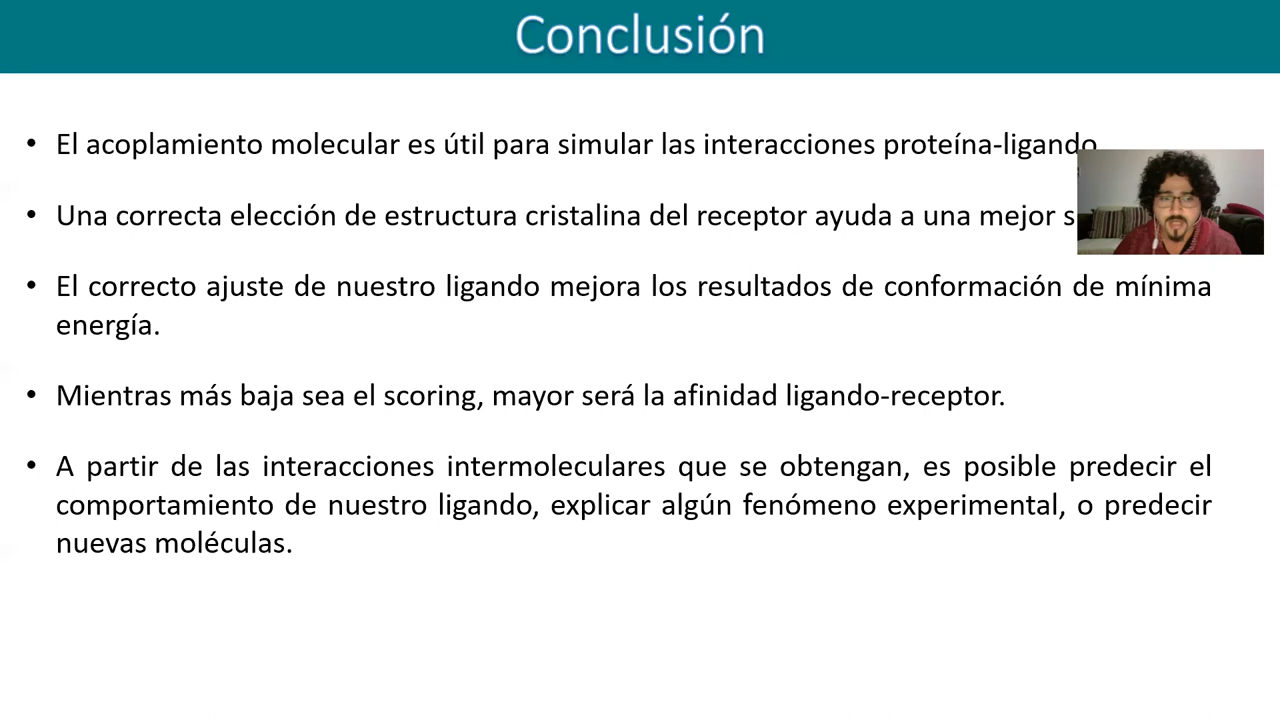 Conclusión
• El acoplamiento molecular es útil para simular las interacciones proteína-ligando
• Una correcta elección de estructura cristalina del receptor ayuda a una mejor
• El correcto ajuste de nuestro ligando mejora los resultados de conformación de mínima
energía.
• Mientras más baja sea el scoring, mayor será la afinidad ligando-receptor.
• A partir de las interacciones intermoleculares que se obtengan, es posible predecir el
comportamiento de nuestro ligando, explicar algún fenómeno experimental, o predecir
nuevas moléculas.